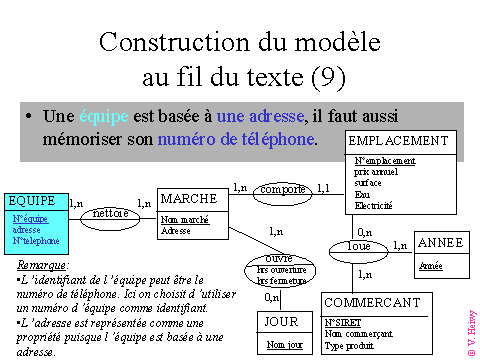 Construction du modèle
au fil du texte (9)
• Une équipe est basée à une adresse, il faut aussi
mémoriser son numéro de téléphone.
EMPLACEMENT
N°emplacement
prix annuel
surface
Eau
Electricité
EQUIPE
N°équipe
adresse
N°telephone
1,n
nettoie
1,n
MARCHE
Nom marché
Adresse
1,n
comporte
1,1
1,n
ouvre
hrs ouverture
hrs fermeture
0,n
JOUR
Nom jour
0,n
loue
1,n
ANNEE
Année
1,n
COMMERCANT
N°SIRET
Nom commerçant
Type produit
Remarque:
•L ’identifiant de l ’équipe peut être le
numéro de téléphone. Ici on choisit d ’utiliser
un numéro d ’équipe comme identifiant.
•L ’adresse est représentée comme une
propriété puisque l ’équipe est basée à une
adresse.
© V. Heiwy